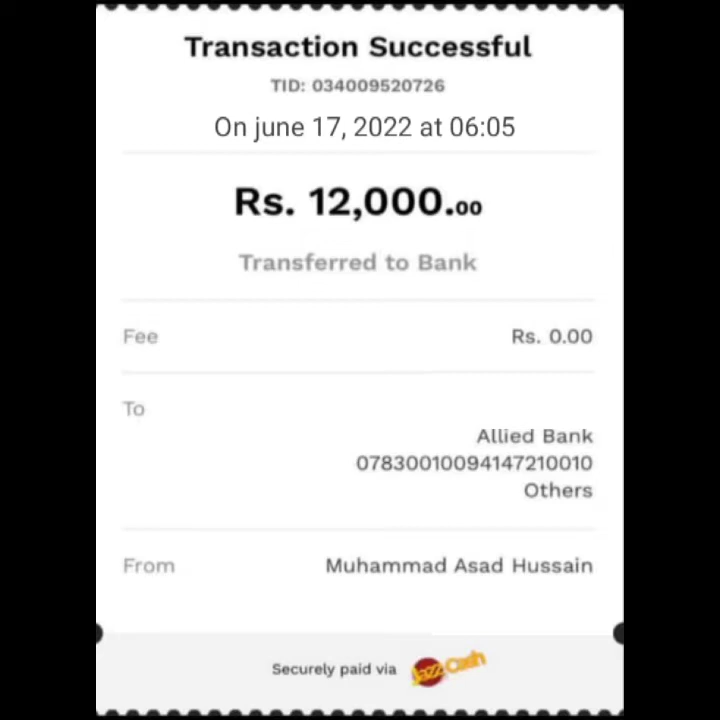 Transaction Successful
TID: 034009520726
On june 17, 2022 at 06:05
Rs. 12,000.00
Transferred to Bank
Fee Rs. 0.00
To
Allied Bank
07830010094147210010
Others
From Muhammad Asad Hussain
Securely paid via JazzCash